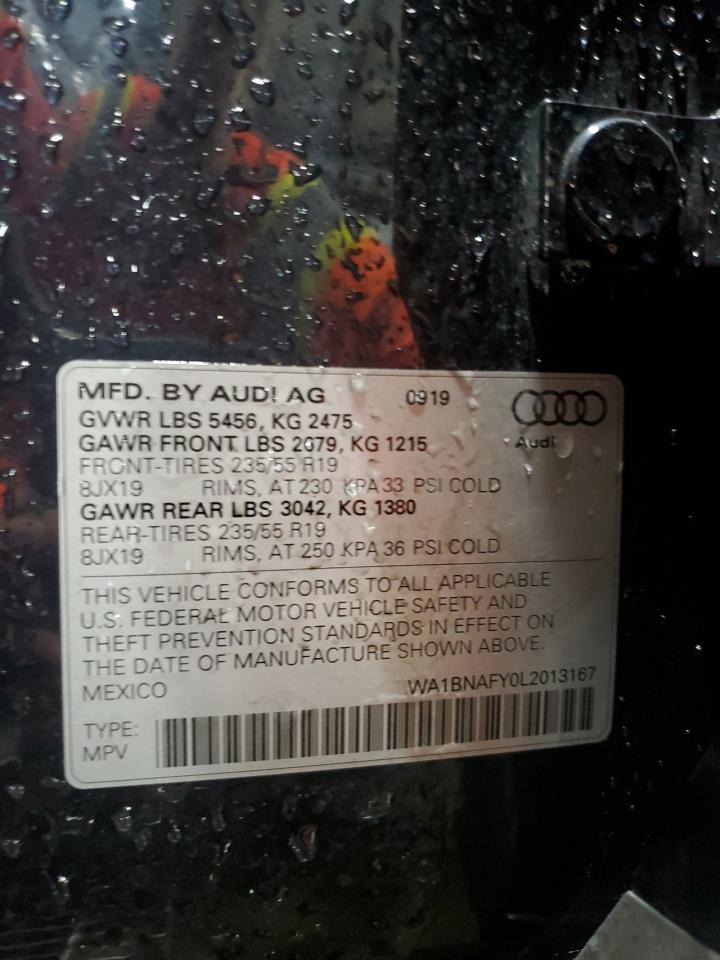 MFD. BY AUDI AG 0919
GVWR LBS 5456, KG 2475
GAWR FRONT LBS 2079, KG 1215
Audi
FRONT-TIRES 235/55 R19
8JX19 RIMS, AT 230 KPA 33 PSI COLD
GAWR REAR LBS 3042, KG 1380
REAR-TIRES 235/55 R19
8JX19 RIMS, AT 250 KPA 36 PSI COLD
THIS VEHICLE CONFORMS TO ALL APPLICABLE
U.S. FEDERAL MOTOR VEHICLE SAFETY AND
THEFT PREVENTION STANDARDS IN EFFECT ON
THE DATE OF MANUFACTURE SHOWN ABOVE.
MEXICO WA1BNAFY0L2013167
TYPE:
MPV